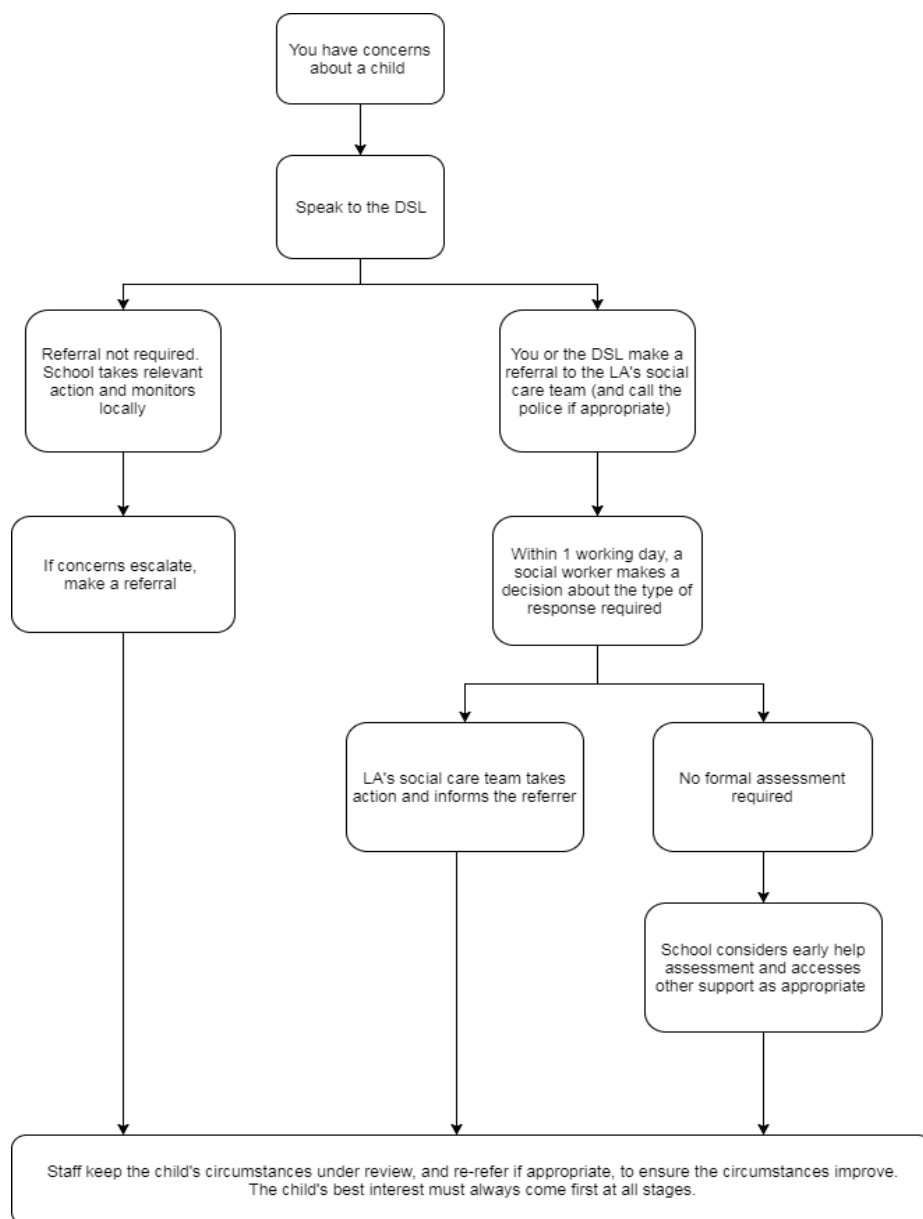 You have concerns
about a child
Speak to the DSL
Referral not required.
School takes relevant
action and monitors
locally
You or the DSL make a
referral to the LA's social
care team (and call the
police if appropriate)
If concerns escalate,
make a referral
Within 1 working day, a
social worker makes a
decision about the type of
response required
LA's social care team takes
action and informs the referrer
No formal assessment
required
School considers early help
assessment and accesses
other support as appropriate
Staff keep the child's circumstances under review, and re-refer if appropriate, to ensure the circumstances improve.
The child's best interest must always come first at all stages.